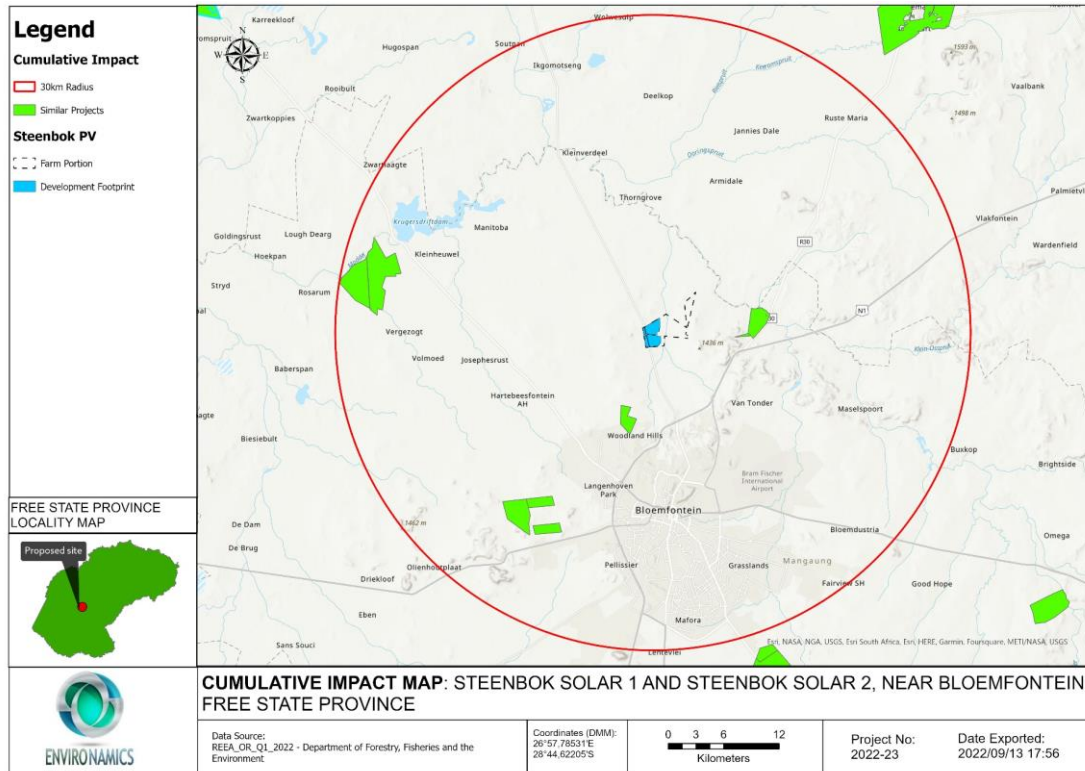 Legend
Cumulative Impact
30km Radius
Similar Projects
Steenbok PV
Farm Portion
Development Footprint
FREE STATE PROVINCE
LOCALITY MAP
Proposed site
ENVIRONAMICS
N
W
E
S
Karreekloof
Hugospan
Rooibult
Zwartkoppies
Zwarlaagte
Soutpan
Ikgomotseng
Deelkop
Jannies Dale
Ruste Maria
1593 m
Vaalbank
1498 m
Kleinverdeel
Doringspruit
Armidale
Thorngrove
Palmietvl
Vlakfontein
Wardenfield
R30
N1
Krugersdriftdam
Manitoba
Goldingsrust
Lough Dearg
Hoekpan
Kleinheuwel
Stryd
Rosarum
Vergezogt
Volmoed
Josephesrust
Baberspan
Hartebeesfontein
AH
1436 m
Van Tonder
Maselspoort
Biesiebult
Woodland Hills
Buxkop
Brightside
Bram Fischer
International
Airport
Langenhoven
Park
Bloemfontein
1462 m
De Dam
De Brug
Bloemdustria
Omega
Olienhoutplaat
Driekloof
Pellissier
Grasslands
Mangaung
Fairview SH
Good Hope
Eben
Mafora
Sans Souci
Lentevlei
Esri, NASA, NGA, USGS, Esri South Africa, Esri, HERE, Garmin, Foursquare, METI/NASA, USGS
CUMULATIVE IMPACT MAP: STEENBOK SOLAR 1 AND STEENBOK SOLAR 2, NEAR BLOEMFONTEIN
FREE STATE PROVINCE
Data Source:
REEA_OR_Q1_2022 - Department of Forestry, Fisheries and the
Environment
Coordinates (DMM):
26°57,78531'E
28°44,62205'S
0 3 6 12
Kilometers
Project No:
2022-23
Date Exported:
2022/09/13 17:56